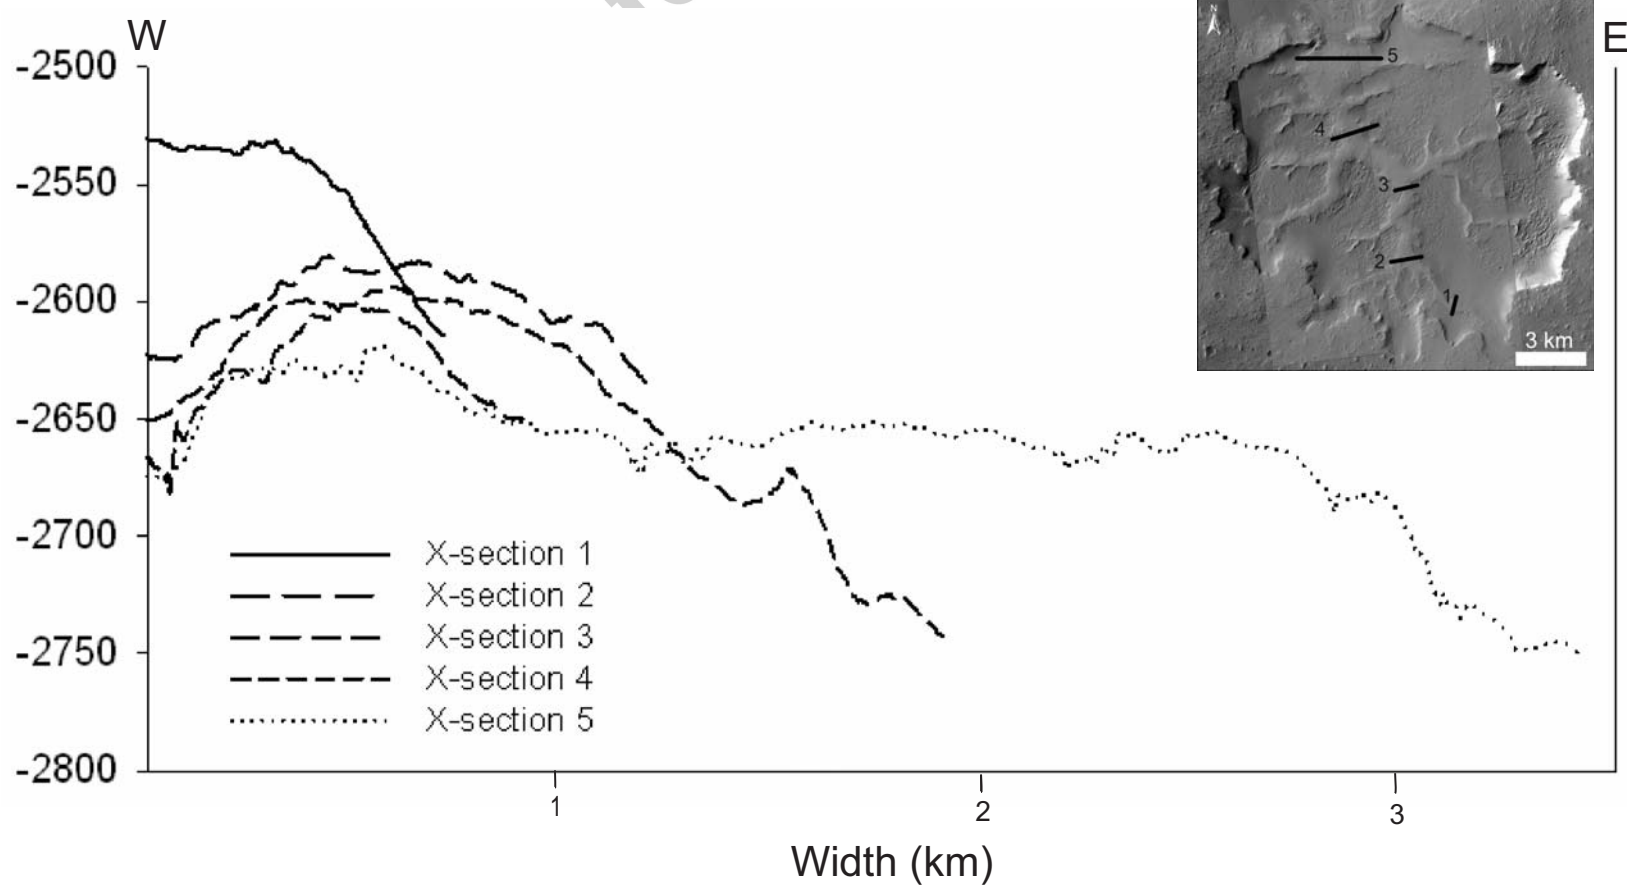 W
E
-2500
-2550
-2600
-2650
-2700
-2750
-2800
X-section 1
X-section 2
X-section 3
X-section 4
X-section 5
1
2
3
Width (km)
N
5
4
3
2
1
3 km